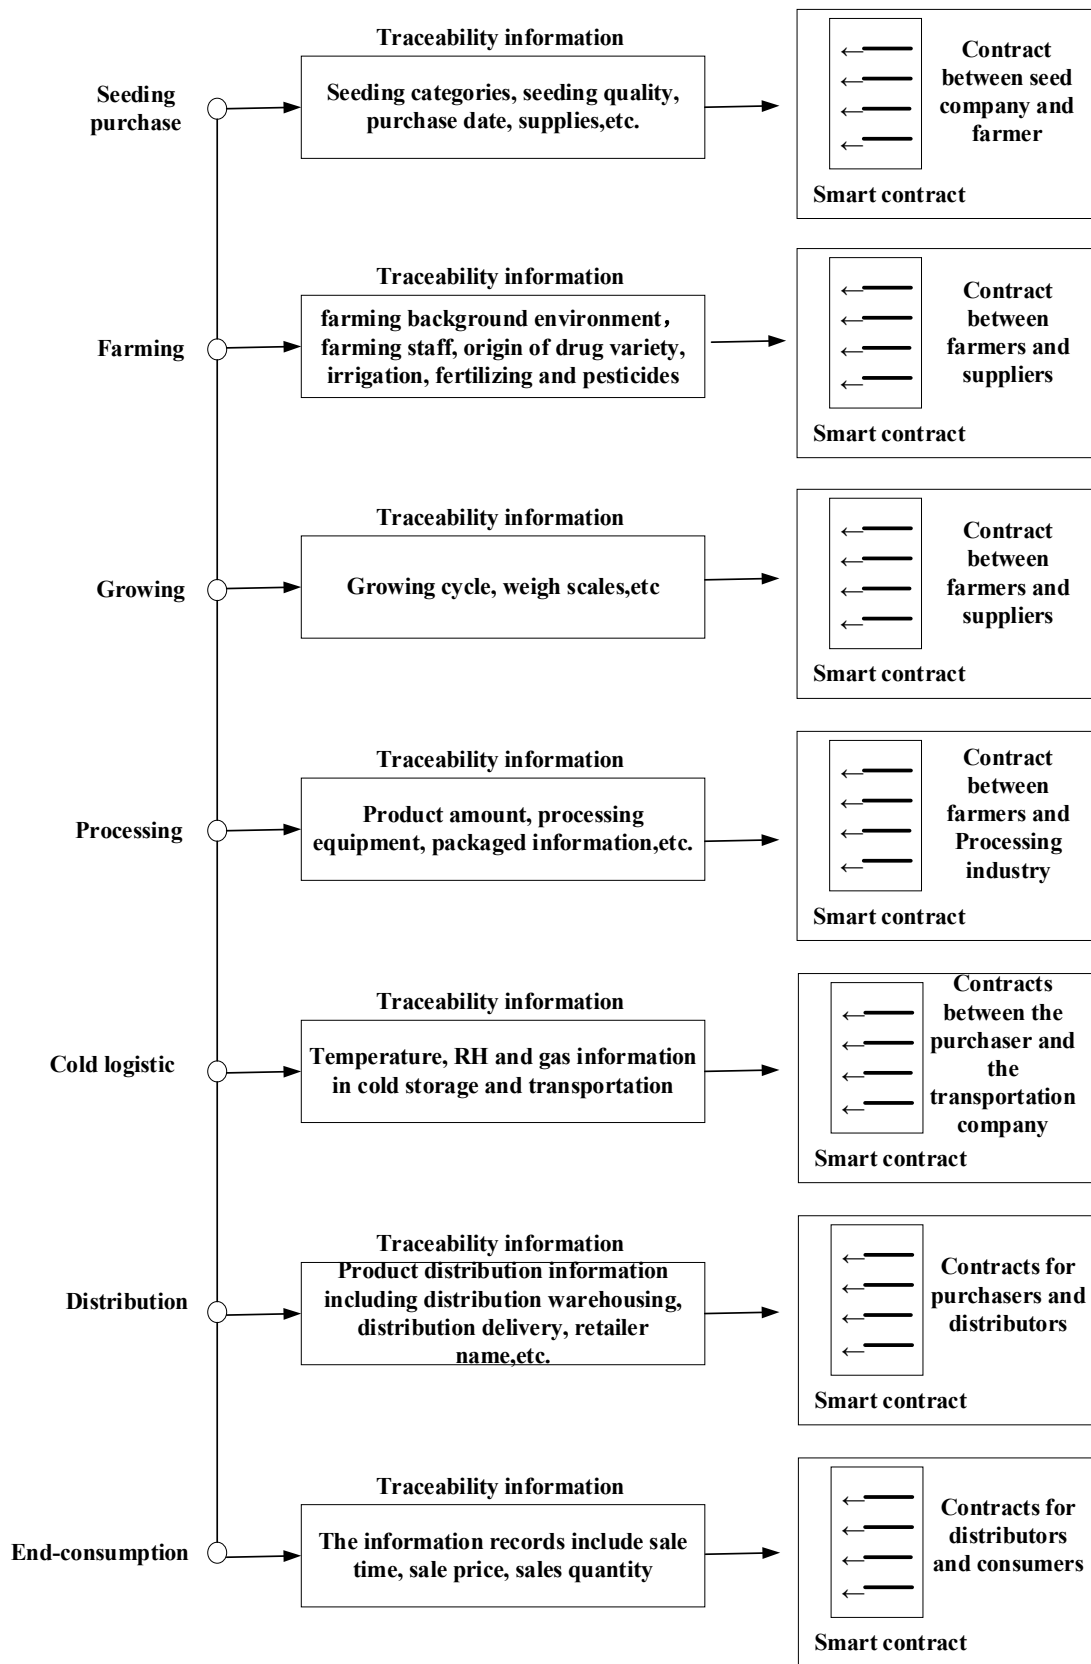 Traceability information
Seeding
purchase
Seeding categories, seeding quality,
purchase date, supplies,etc.
Contract
between seed
company and
farmer
Smart contract
Traceability information
Farming
farming background environment，
farming staff, origin of drug variety,
irrigation, fertilizing and pesticides
Contract
between
farmers and
suppliers
Smart contract
Traceability information
Growing
Growing cycle, weigh scales,etc
Contract
between
farmers and
suppliers
Smart contract
Traceability information
Processing
Product amount, processing
equipment, packaged information,etc.
Contract
between
farmers and
Processing
industry
Smart contract
Traceability information
Cold logistic
Temperature, RH and gas information
in cold storage and transportation
Contracts
between the
purchaser and
the
transportation
company
Smart contract
Traceability information
Distribution
Product distribution information
including distribution warehousing,
distribution delivery, retailer
name,etc.
Contracts for
purchasers and
distributors
Smart contract
Traceability information
End-consumption
The information records include sale
time, sale price, sales quantity
Contracts for
distributors
and consumers
Smart contract